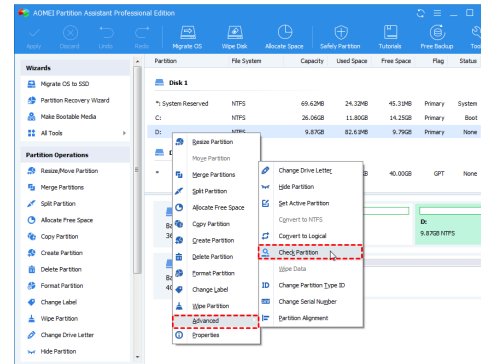 AOMEI Partition Assistant Professional Edition
Apply Discard Undo Redo Migrate OS Wipe Disk Allocate Space Safely Partition Tutorials Free Backup Too
Wizards
Migrate OS to SSD
Partition Recovery Wizard
Make Bootable Media
All Tools
Partition Operations
Resize/Move Partition
Merge Partitions
Split Partition
Allocate Free Space
Copy Partition
Create Partition
Delete Partition
Format Partition
Change Label
Wipe Partition
Change Drive Letter
Hide Partition
Partition File System Capacity Used Space Free Space Flag Status
Disk 1
*: System Reserved NTFS 69.62MB 24.32MB 45.31MB Primary System
C: NTFS 26.06GB 11.80GB 14.25GB Primary Boot
D: NTFS 9.87GB 82.61MB 9.79GB Primary None
40.00GB GPT None
Resize Partition
Move Partition
Merge Partitions
Split Partition
Allocate Free Space
Copy Partition
Create Partition
Delete Partition
Format Partition
Change Label
Wipe Partition
Advanced
Properties
Change Drive Letter
Hide Partition
Set Active Partition
Convert to NTFS
Convert to Logical
Check Partition
Wipe Data
Change Partition Type ID
Change Serial Number
Partition Alignment
D:
9.87GB NTFS